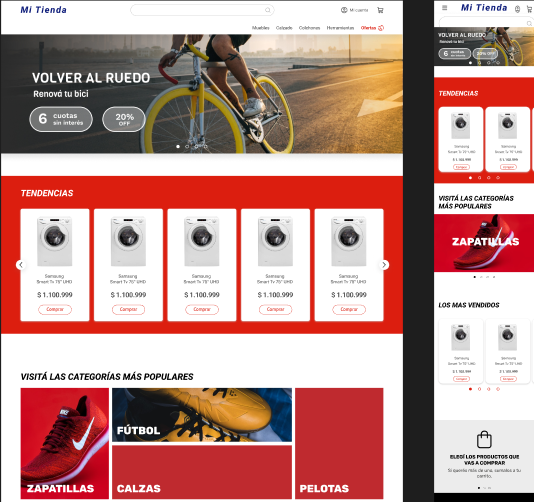 Mi Tienda
Mi cuenta
Muebles Calzado Colchones Herramientas Ofertas
VOLVER AL RUEDO
Renová tu bici
6 cuotas sin interés
20% OFF
TENDENCIAS
Samsung Samsung Samsung Samsung Samsung
Smart Tv 75" UHD Smart Tv 75" UHD Smart Tv 75" UHD Smart Tv 75" UHD Smart Tv 75" UHD
$ 1.100.999 $ 1.100.999 $ 1.100.999 $ 1.100.999 $ 1.100.999
Comprar Comprar Comprar Comprar Comprar
VISITÁ LAS CATEGORÍAS MÁS POPULARES
ZAPATILLAS
FÚTBOL
CALZAS
PELOTAS
Mi Tienda
VOLVER AL RUEDO
Renová tu bici
6 cuotas sin interés
20% OFF
TENDENCIAS
Samsung Samsung
Smart Tv 75" UHD Smart Tv 75" UHD
$ 1.100.999 $ 1.100.999
Comprar Comprar
VISITÁ LAS CATEGORÍAS
MÁS POPULARES
ZAPATILLAS
LOS MAS VENDIDOS
Samsung Samsung
Smart Tv 75" UHD Smart Tv 75" UHD
$ 1.100.999 $ 1.100.999
Comprar Comprar
ELEGÍ LOS PRODUCTOS QUE
VAS A COMPRAR
Si querés más de uno, sumalos a tu
carrito.